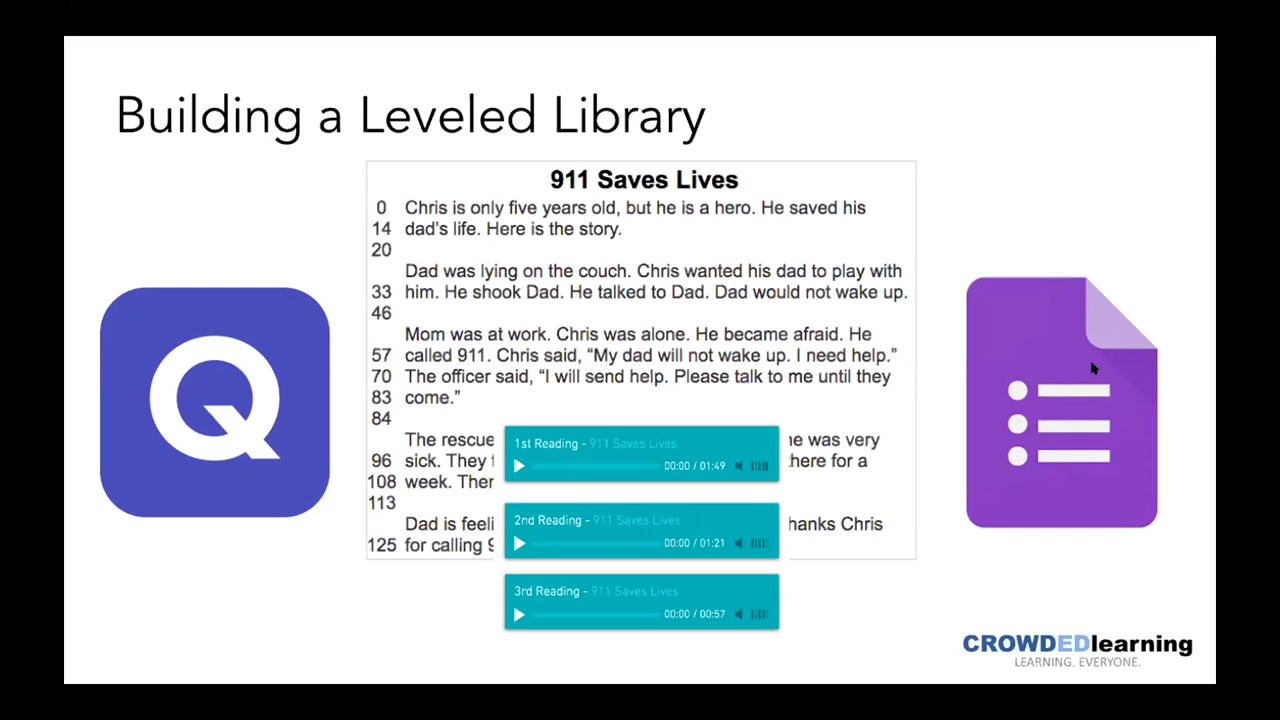 Building a Leveled Library
911 Saves Lives
0 Chris is only five years old, but he is a hero. He saved his
14 dad's life. Here is the story.
20
Dad was lying on the couch. Chris wanted his dad to play with
33 him. He shook Dad. He talked to Dad. Dad would not wake up.
46
Mom was at work. Chris was alone. He became afraid. He
57 called 911. Chris said, “My dad will not wake up. I need help.”
70 The officer said, “I will send help. Please talk to me until they
83 come.”
84
The rescue he was very
96 sick. They there for a
108 week. Ther
113
Dad is feeli hanks Chris
125 for calling 9
1st Reading - 911 Saves Lives
00:00 / 01:49
2nd Reading - 911 Saves Lives
00:00 / 01:21
3rd Reading - 911 Saves Lives
00:00 / 00:57
Q
CROWDEDlearning
LEARNING. EVERYONE.